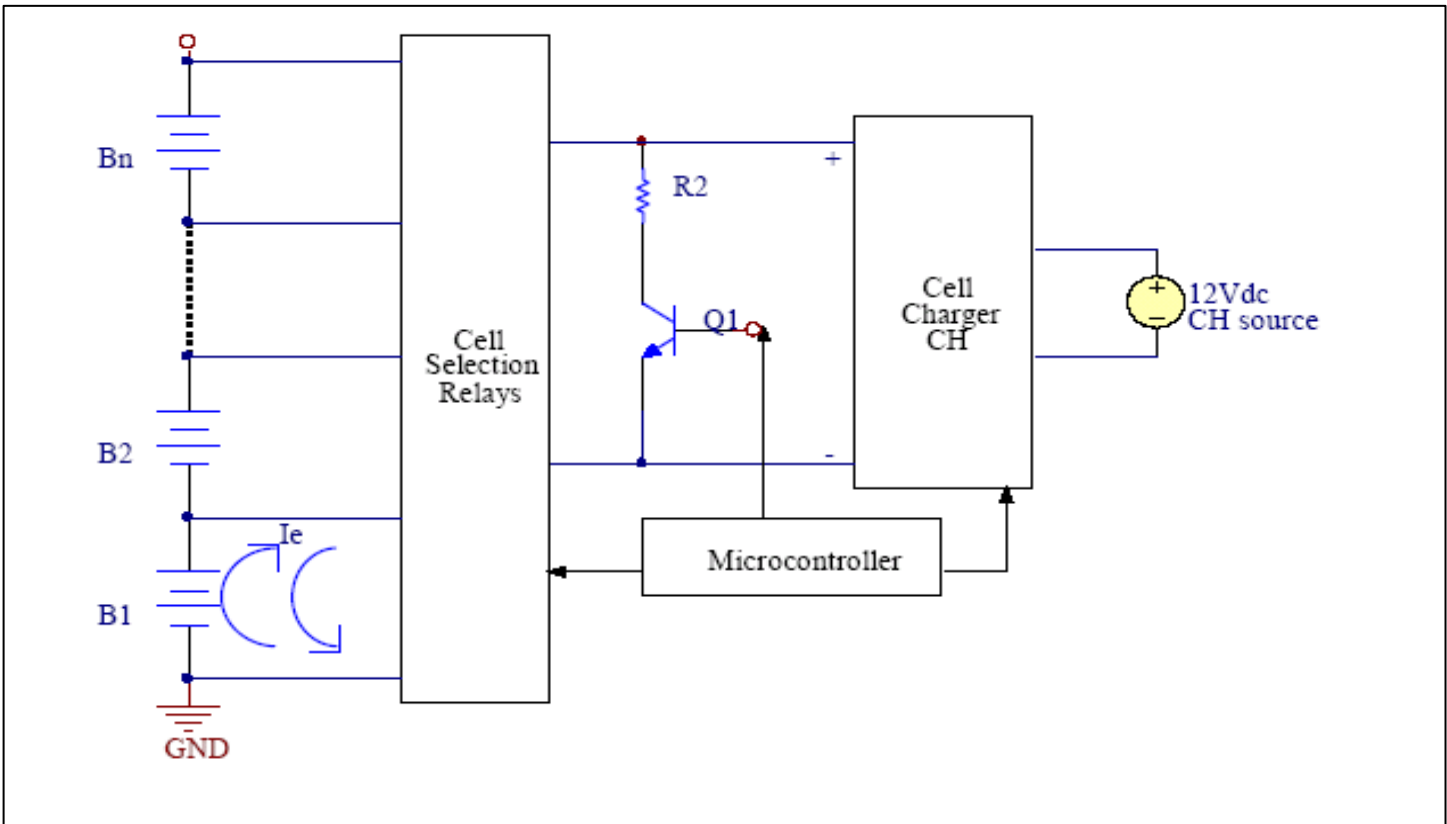 Bn
B2
Ie
B1
GND
Cell
Selection
Relays
R2
Q1
+
-
Cell
Charger
CH
+
-
12Vdc
CH source
Microcontroller